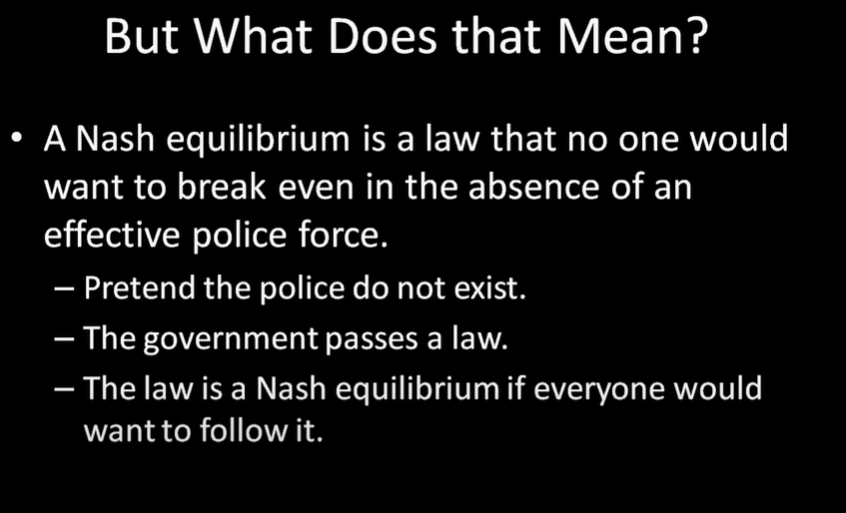 But What Does that Mean?
• A Nash equilibrium is a law that no one would
want to break even in the absence of an
effective police force.
– Pretend the police do not exist.
– The government passes a law.
– The law is a Nash equilibrium if everyone would
want to follow it.